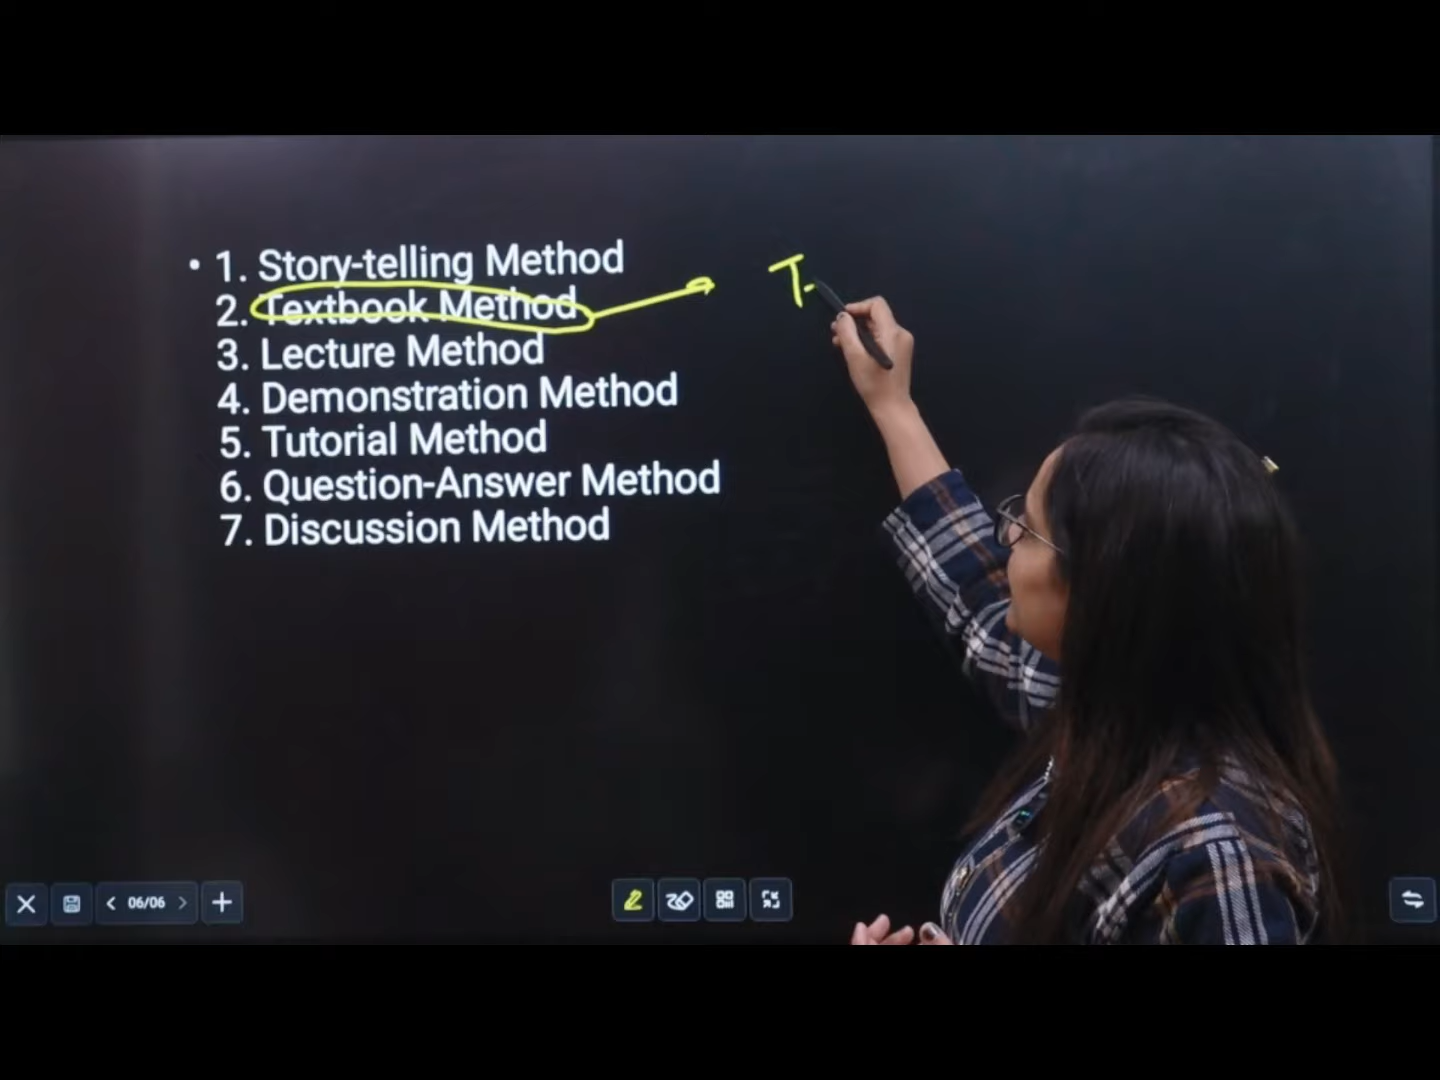 • 1. Story-telling Method
2. Textbook Method
3. Lecture Method
4. Demonstration Method
5. Tutorial Method
6. Question-Answer Method
7. Discussion Method
T
06/06